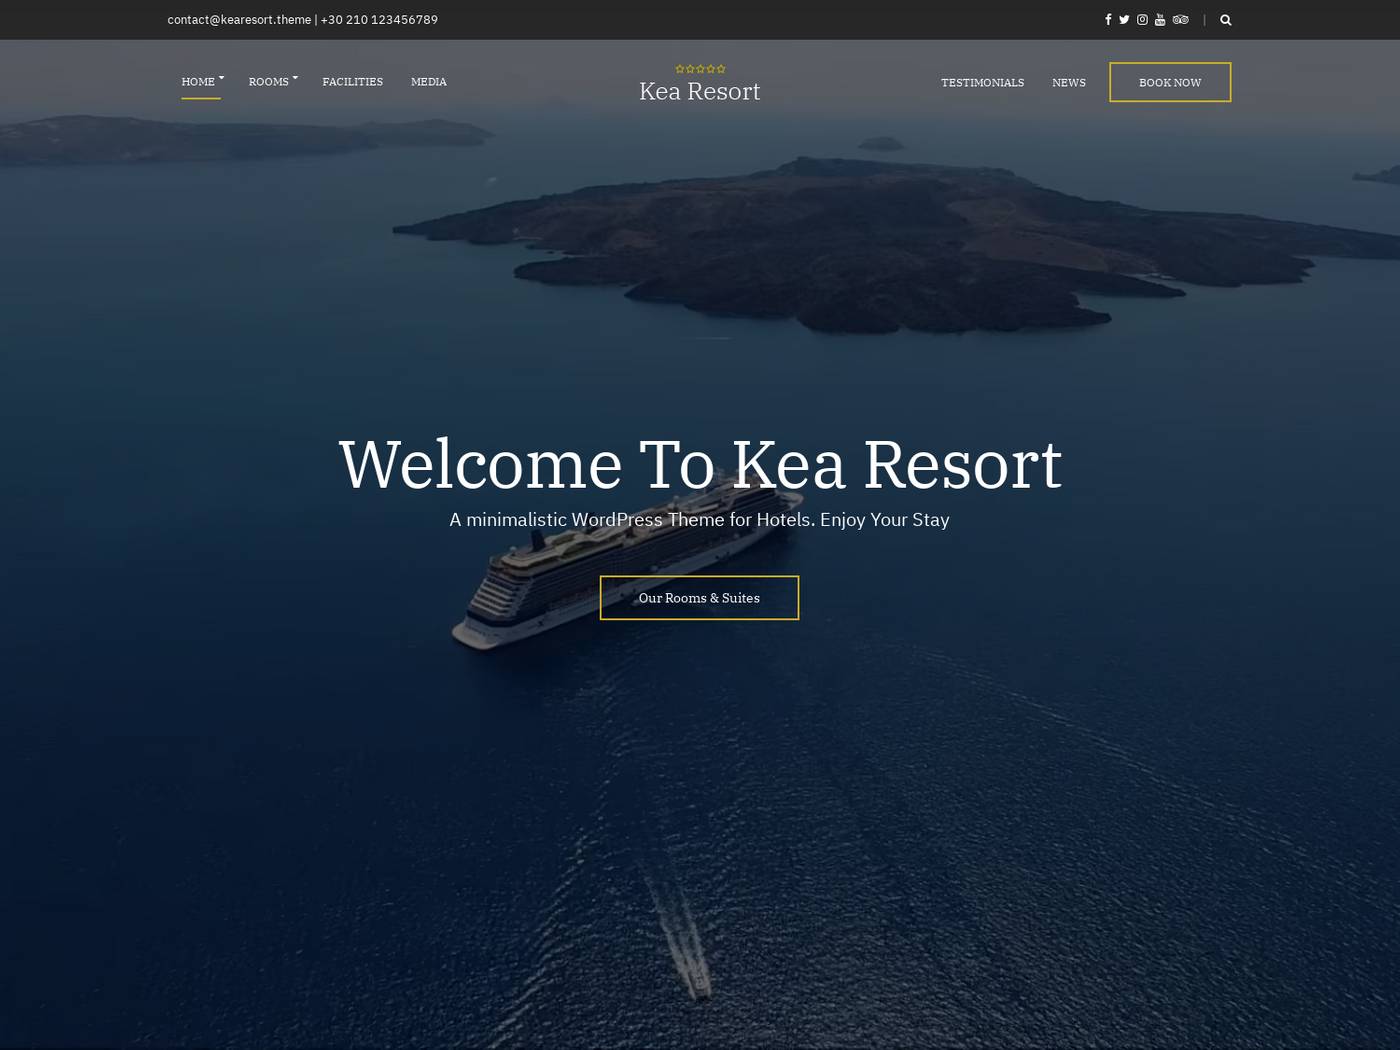 contact@kearesort.theme | +30 210 123456789
HOME ROOMS FACILITIES MEDIA
Kea Resort
TESTIMONIALS NEWS BOOK NOW
Welcome To Kea Resort
A minimalistic WordPress Theme for Hotels. Enjoy Your Stay
Our Rooms & Suites